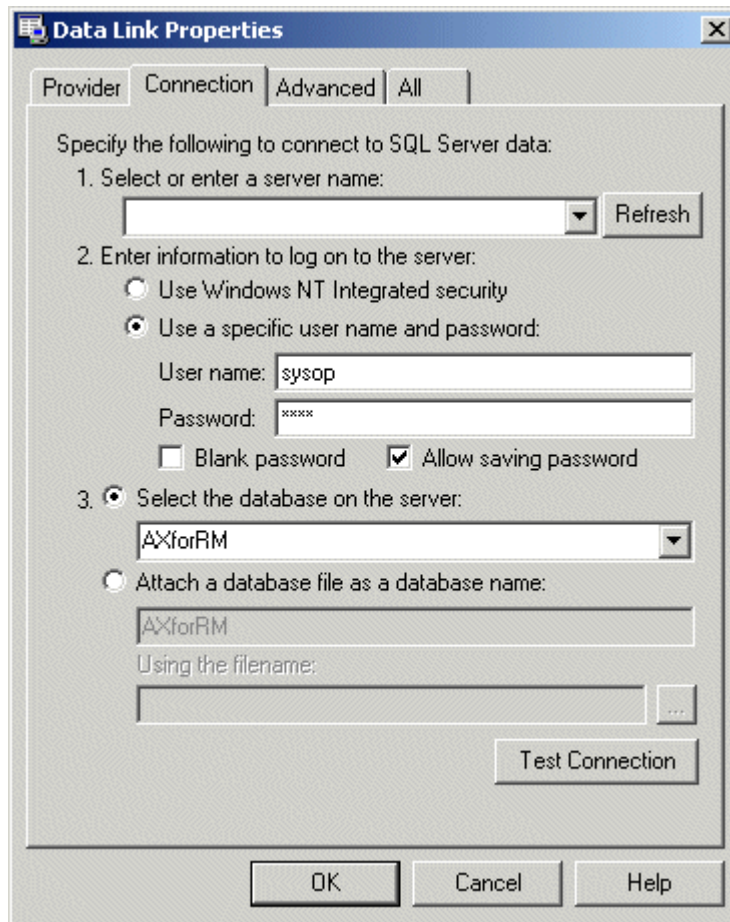 Data Link Properties
Provider Connection Advanced All
Specify the following to connect to SQL Server data:
1. Select or enter a server name:
Refresh
2. Enter information to log on to the server:
Use Windows NT Integrated security
Use a specific user name and password:
User name: sysop
Password: ****
Blank password Allow saving password
3. Select the database on the server:
AXforRM
Attach a database file as a database name:
AXforRM
Using the filename:
...
Test Connection
OK Cancel Help